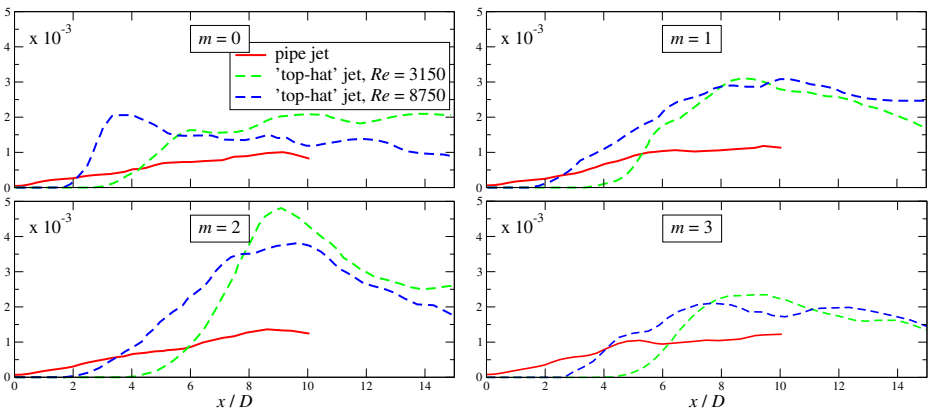 5
x 10⁻³
m = 0
4
pipe jet
'top-hat' jet, Re = 3150
3
'top-hat' jet, Re = 8750
2
1
0
5
x 10⁻³
m = 1
4
3
2
1
0
5
x 10⁻³
m = 2
4
3
2
1
0
0 2 4 6 8 10 12 14
x / D
5
x 10⁻³
m = 3
4
3
2
1
0
0 2 4 6 8 10 12 14
x / D